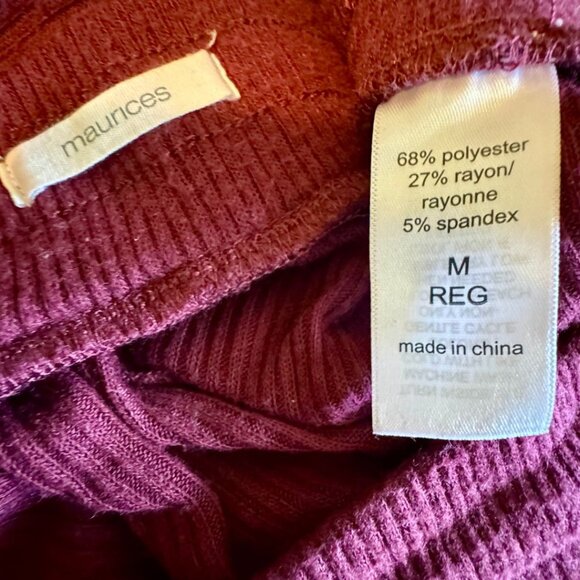 maurices
68% polyester
27% rayon/
rayonne
5% spandex
M
REG
made in china